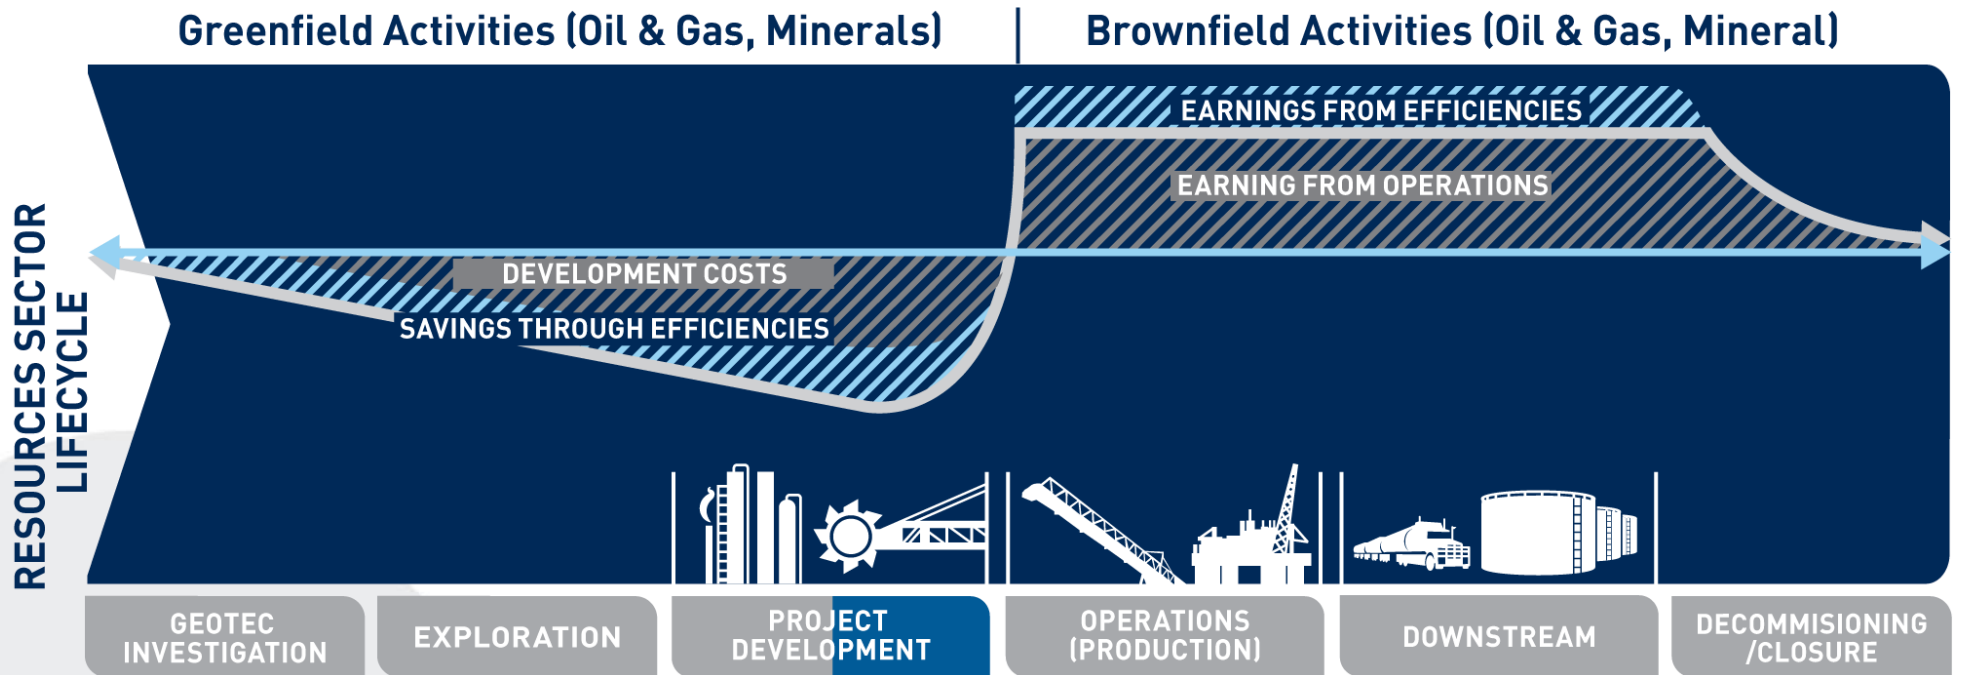 Greenfield Activities (Oil & Gas, Minerals)
Brownfield Activities (Oil & Gas, Mineral)
EARNINGS FROM EFFICIENCIES
EARNING FROM OPERATIONS
DEVELOPMENT COSTS
SAVINGS THROUGH EFFICIENCIES
RESOURCES SECTOR
LIFECYCLE
GEOTEC
INVESTIGATION
EXPLORATION
PROJECT
DEVELOPMENT
OPERATIONS
(PRODUCTION)
DOWNSTREAM
DECOMMISIONING
/CLOSURE